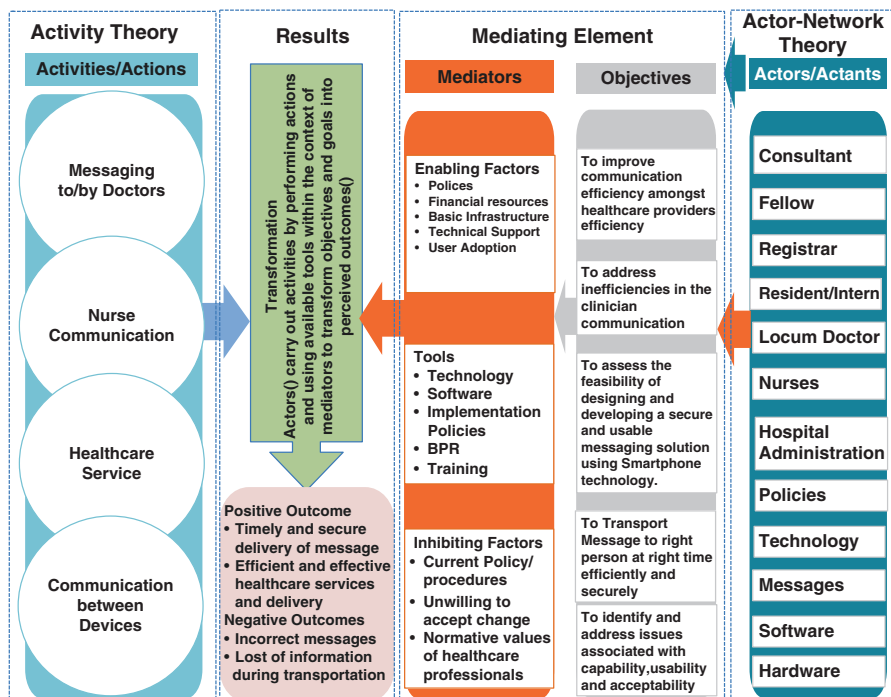 Activity Theory
Activities/Actions
Messaging
to/by Doctors
Nurse
Communication
Healthcare
Service
Communication
between
Devices
Results
Transformation
Actors() carry out activities by performing actions
and using available tools within the context of
mediators to transform objectives and goals into
perceived outcomes()
Positive Outcome
• Timely and secure
delivery of message
• Efficient and effective
healthcare services
and delivery
Negative Outcomes
• Incorrect messages
• Lost of information
during transportation
Mediating Element
Mediators
Enabling Factors
• Polices
• Financial resources
• Basic Infrastructure
• Technical Support
• User Adoption
Tools
• Technology
• Software
• Implementation
Policies
• BPR
• Training
Inhibiting Factors
• Current Policy/
procedures
• Unwilling to
accept change
• Normative values
of healthcare
professionals
Objectives
To improve
communication
efficiency amongst
healthcare providers
efficiency
To address
inefficiencies in the
clinician
communication
To assess the
feasibility of
designing and
developing a secure
and usable
messaging solution
using Smartphone
technology.
To Transport
Message to right
person at right time
efficiently and
securely
To identify and
address issues
associated with
capability,usability
and acceptability
Actor-Network
Theory
Actors/Actants
Consultant
Fellow
Registrar
Resident/Intern
Locum Doctor
Nurses
Hospital
Administration
Policies
Technology
Messages
Software
Hardware